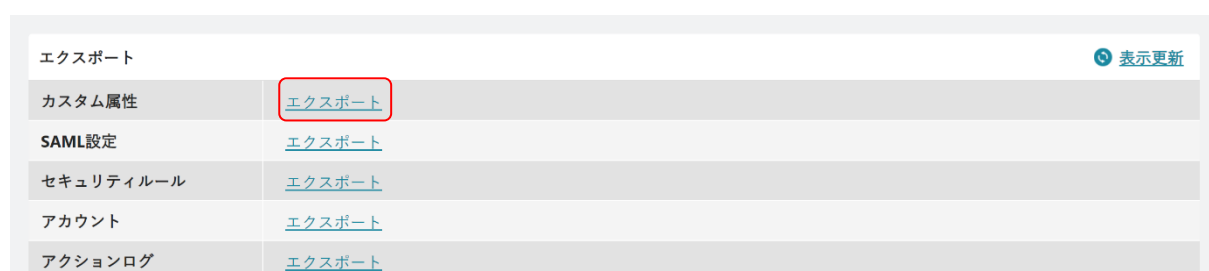 エクスポート 表示更新
カスタム属性 エクスポート
SAML設定 エクスポート
セキュリティルール エクスポート
アカウント エクスポート
アクションログ エクスポート